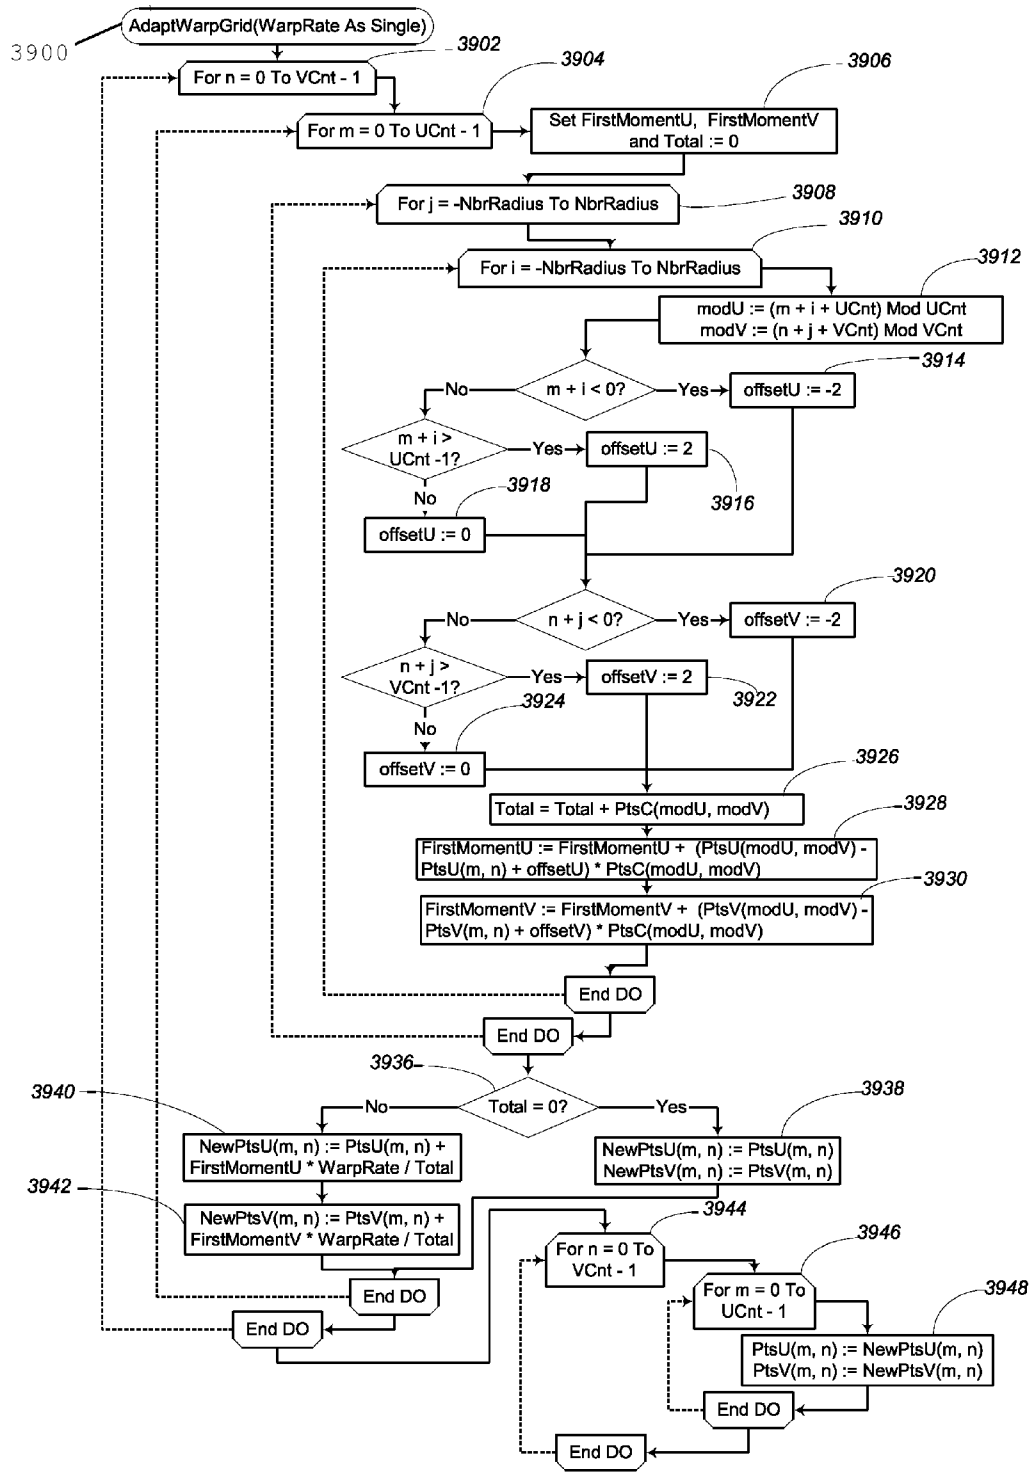 AdaptWarpGrid(WarpRate As Single)
3900
3902
For n = 0 To VCnt - 1
3904
For m = 0 To UCnt - 1
3906
Set FirstMomentU, FirstMomentV
and Total := 0
3908
For j = -NbrRadius To NbrRadius
3910
For i = -NbrRadius To NbrRadius
3912
modU := (m + i + UCnt) Mod UCnt
modV := (n + j + VCnt) Mod VCnt
3914
No
m + i < 0?
Yes
offsetU := -2
m + i >
UCnt -1?
Yes
offsetU := 2
3916
No
3918
offsetU := 0
3920
No
n + j < 0?
Yes
offsetV := -2
n + j >
VCnt -1?
Yes
offsetV := 2
3922
No
3924
offsetV := 0
3926
Total = Total + PtsC(modU, modV)
3928
FirstMomentU := FirstMomentU + (PtsU(modU, modV) -
PtsU(m, n) + offsetU) * PtsC(modU, modV)
3930
FirstMomentV := FirstMomentV + (PtsV(modU, modV) -
PtsV(m, n) + offsetV) * PtsC(modU, modV)
End DO
End DO
3936
Total = 0?
No
Yes
3938
NewPtsU(m, n) := PtsU(m, n)
NewPtsV(m, n) := PtsV(m, n)
3940
NewPtsU(m, n) := PtsU(m, n) +
FirstMomentU * WarpRate / Total
3942
NewPtsV(m, n) := PtsV(m, n) +
FirstMomentV * WarpRate / Total
End DO
End DO
3944
For n = 0 To
VCnt - 1
3946
For m = 0 To
UCnt - 1
3948
PtsU(m, n) := NewPtsU(m, n)
PtsV(m, n) := NewPtsV(m, n)
End DO
End DO